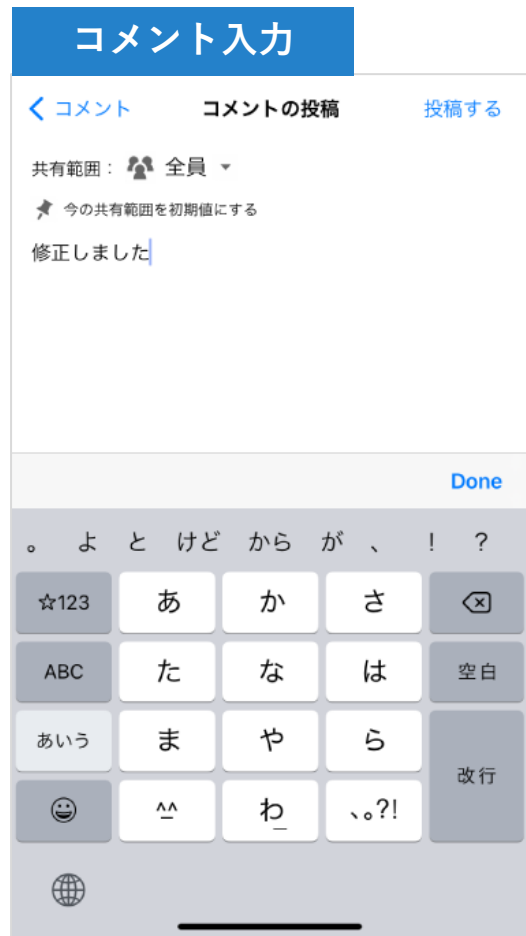 コメント入力
コメント コメントの投稿 投稿する
共有範囲： 全員
今の共有範囲を初期値にする
修正しました
Done
。 よ と けど から が 、 ! ?
☆123 あ か さ
ABC た な は 空白
あいう ま や ら
改行
^^ わ 、。?!